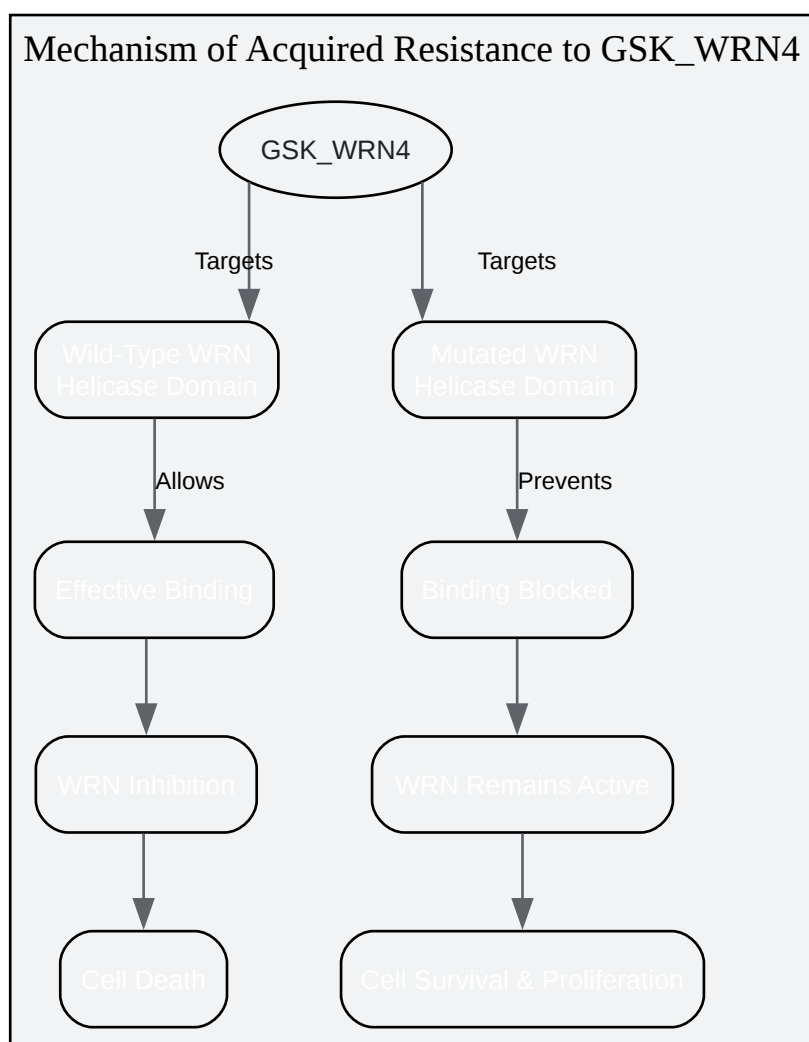 Mechanism of Acquired Resistance to GSK_WRN4
GSK_WRN4
Targets
Targets
Wild-Type WRN
Helicase Domain
Mutated WRN
Helicase Domain
Allows
Prevents
Effective Binding
Binding Blocked
WRN Inhibition
WRN Remains Active
Cell Death
Cell Survival & Proliferation